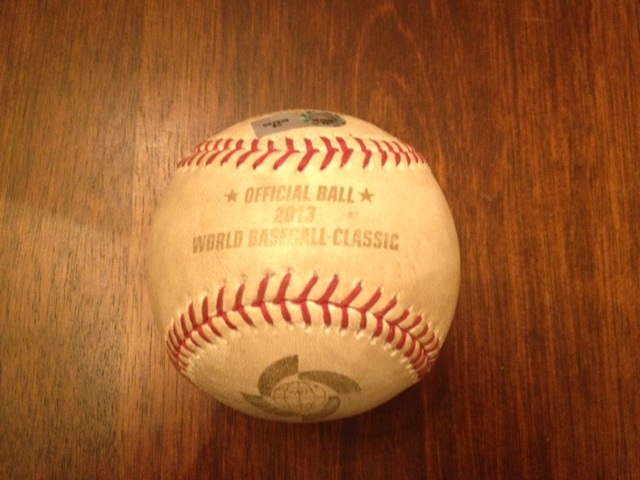 ★ OFFICIAL BALL ★
2013
WORLD BASEBALL CLASSIC